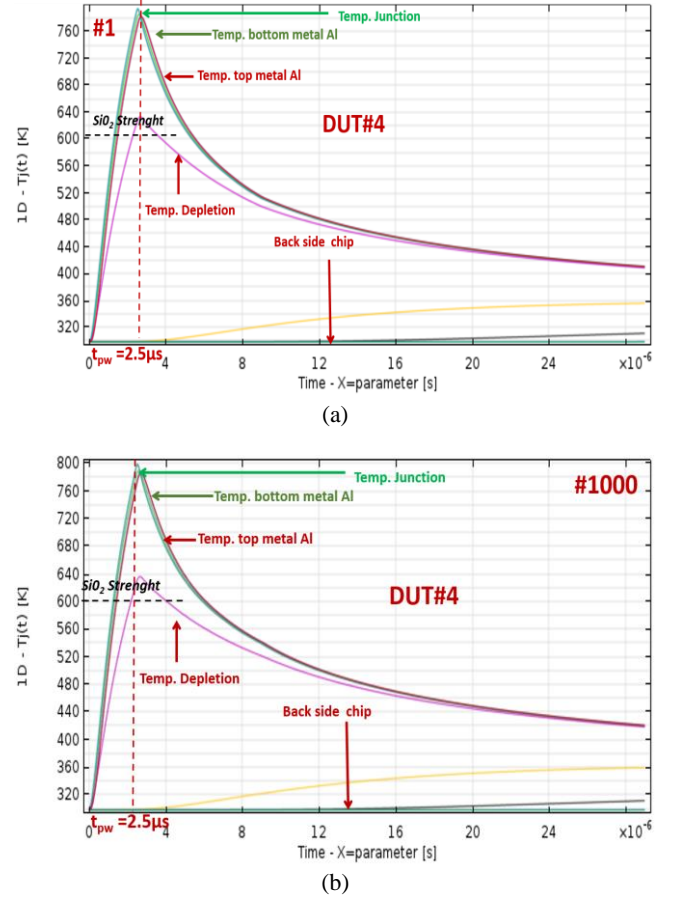 #1
Temp. Junction
Temp. bottom metal Al
Temp. top metal Al
SiO2 Strenght
DUT#4
Temp. Depletion
Back side chip
1D - Tj(t) [K]
760
720
680
640
600
560
520
480
440
400
360
320
tpw =2.5μs
0 4 8 12 16 20 24 ×10-6
Time - X=parameter [s]
(a)
#1000
Temp. Junction
Temp. bottom metal Al
Temp. top metal Al
SiO2 Strenght
DUT#4
Temp. Depletion
Back side chip
1D - Tj(t) [K]
800
760
720
680
640
600
560
520
480
440
400
360
320
tpw =2.5μs
0 4 8 12 16 20 24 ×10-6
Time - X=parameter [s]
(b)